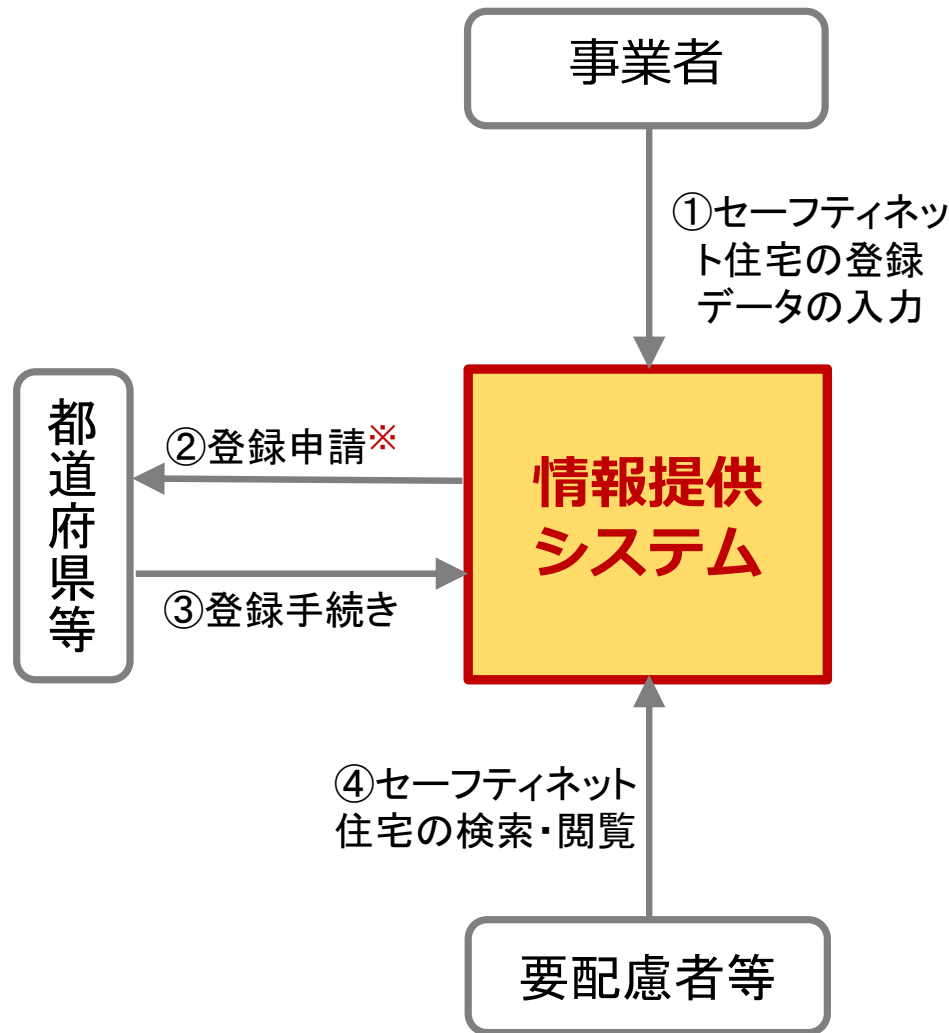 事業者
①セーフティネッ
ト住宅の登録
データの入力
都道府県等
②登録申請※
情報提供
システム
③登録手続き
④セーフティネット
住宅の検索・閲覧
要配慮者等